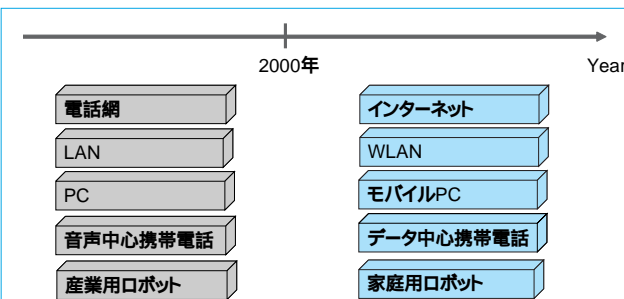 2000年 Year
電話網 インターネット
LAN WLAN
PC モバイルPC
音声中心携帯電話 データ中心携帯電話
産業用ロボット 家庭用ロボット